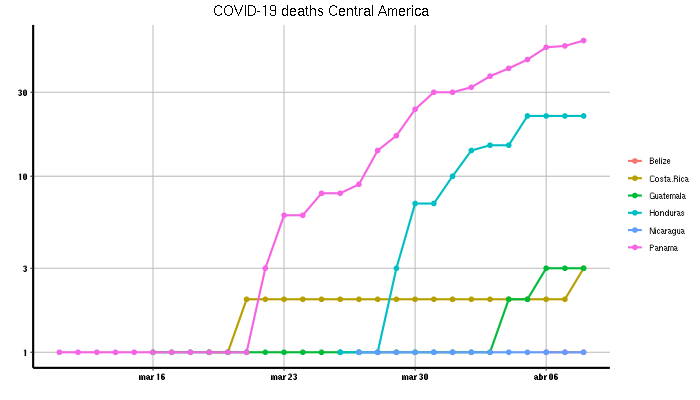 COVID-19 deaths Central America
30
10
3
1
mar 16
mar 23
mar 30
abr 06
Belize
Costa.Rica
Guatemala
Honduras
Nicaragua
Panama